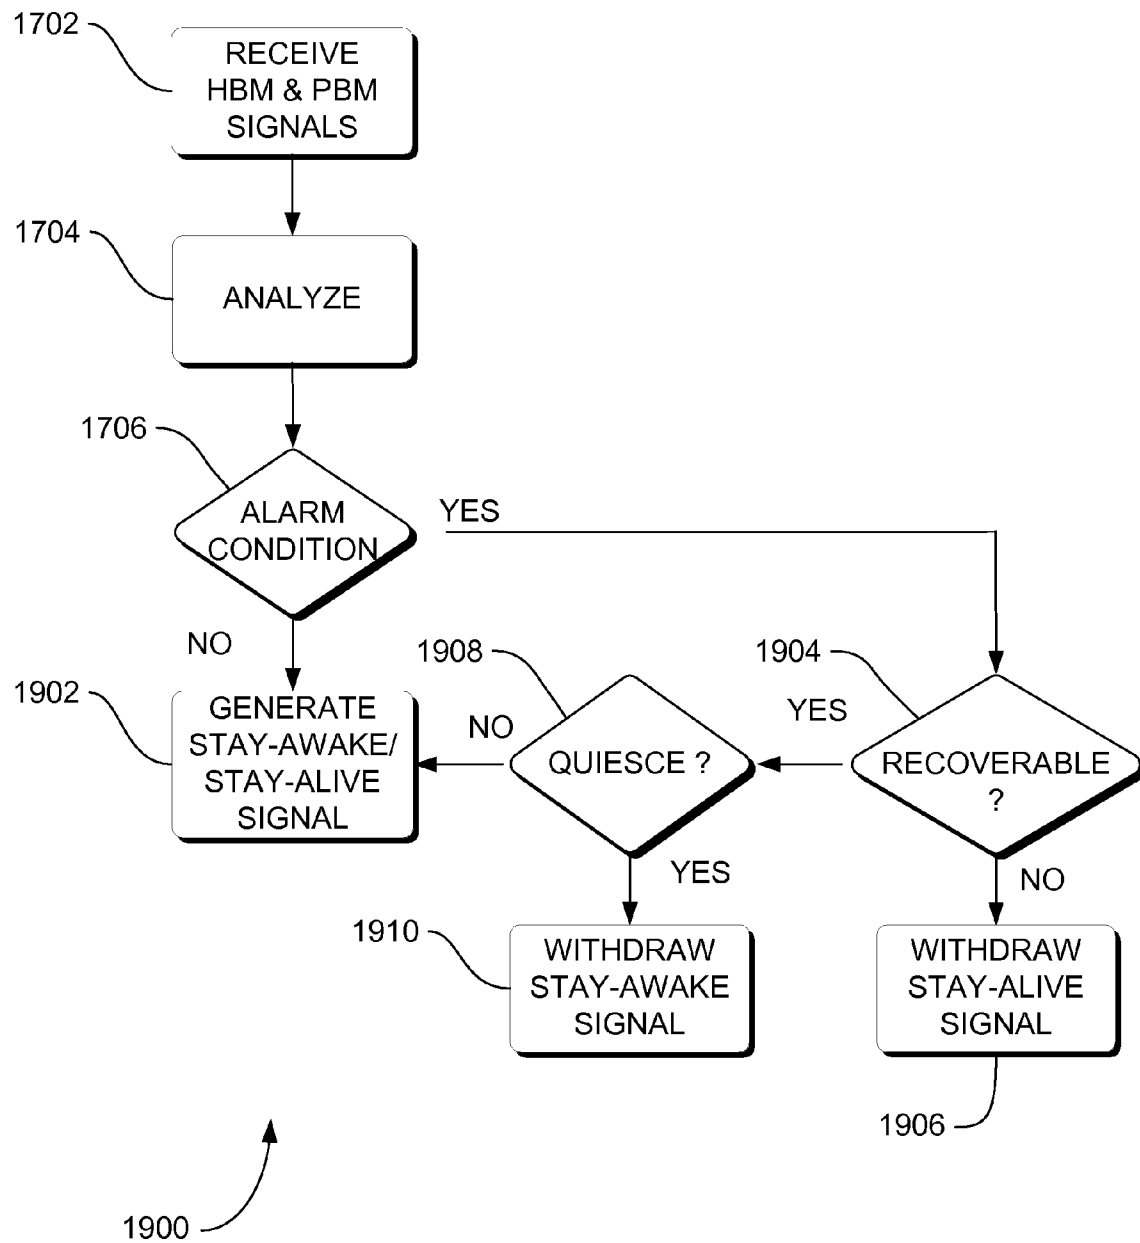 1702
RECEIVE
HBM & PBM
SIGNALS
1704
ANALYZE
1706
ALARM
CONDITION
YES
NO
1902
GENERATE
STAY-AWAKE/
STAY-ALIVE
SIGNAL
NO
1908
QUIESCE ?
YES
1904
RECOVERABLE
?
YES
NO
1910
WITHDRAW
STAY-AWAKE
SIGNAL
WITHDRAW
STAY-ALIVE
SIGNAL
1906
1900